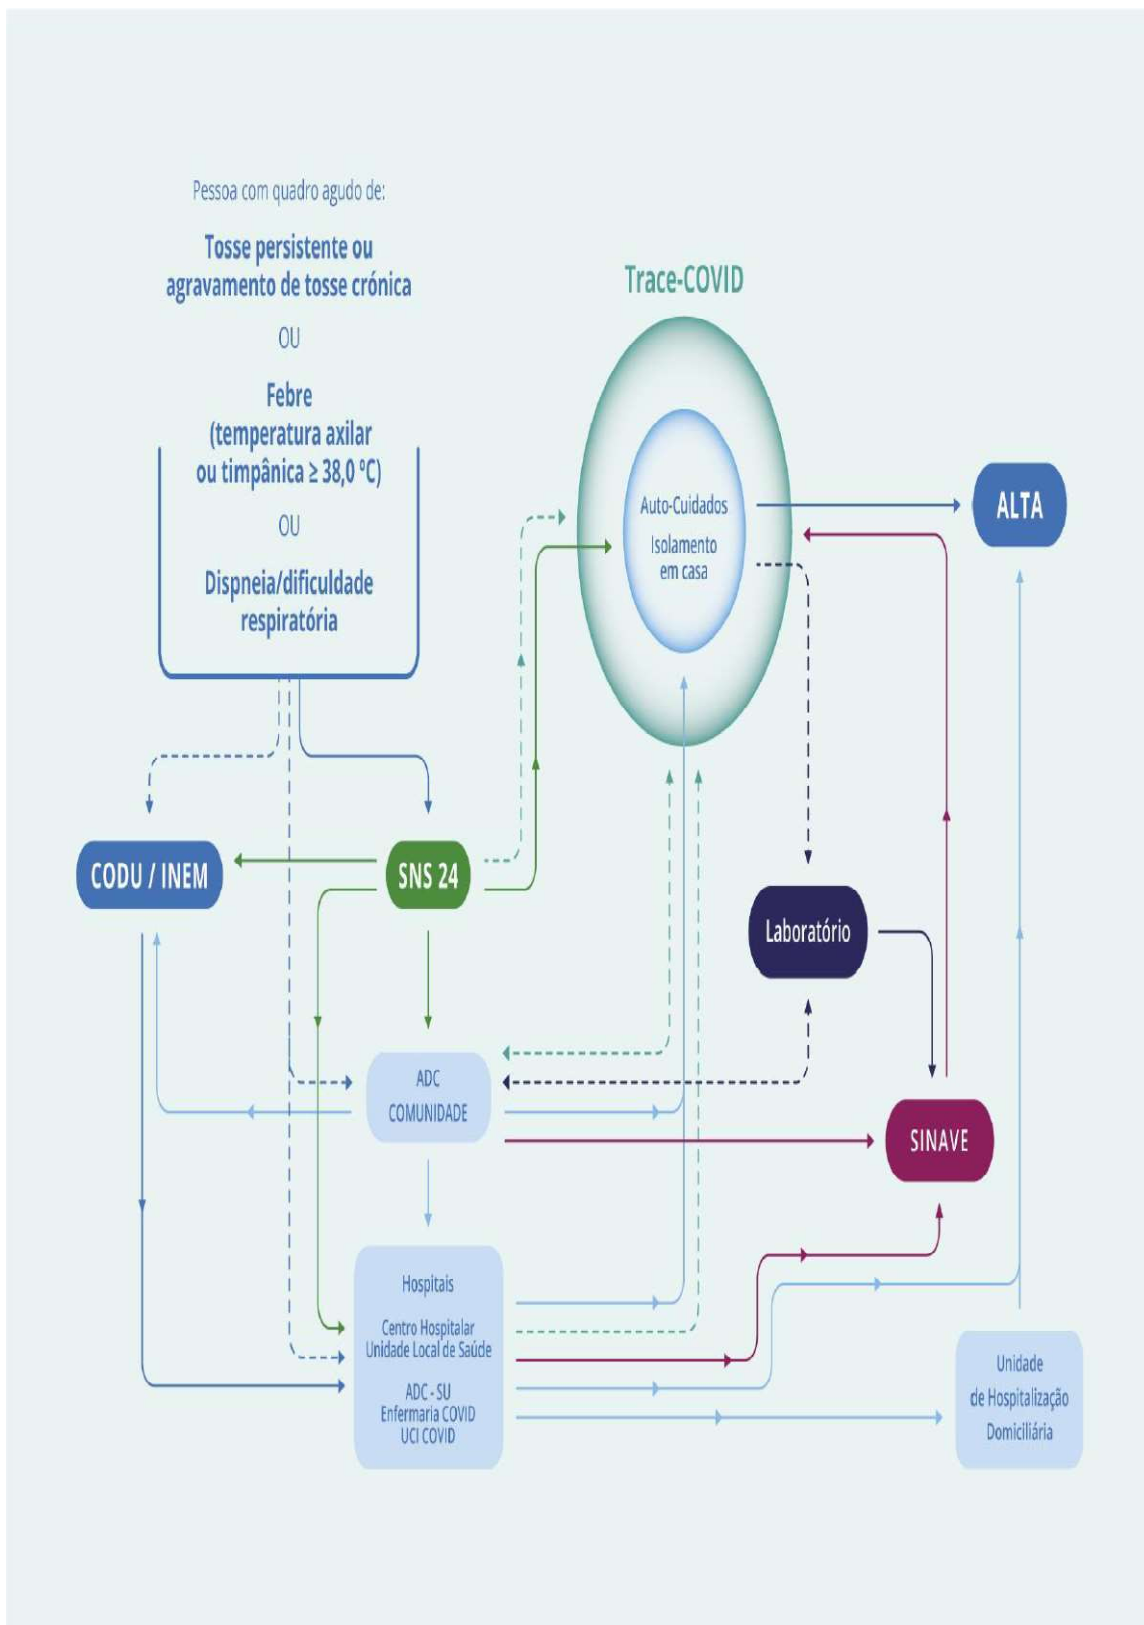 Pessoa com quadro agudo de:
Tosse persistente ou
agravamento de tosse crónica
OU
Febre
(temperatura axilar
ou timpânica ≥ 38,0 ºC)
OU
Dispneia/dificuldade
respiratória
Trace-COVID
Auto-Cuidados
Isolamento
em casa
ALTA
CODU / INEM
SNS 24
Laboratório
ADC
COMUNIDADE
SINAVE
Hospitais
Centro Hospitalar
Unidade Local de Saúde
ADC - SU
Enfermaria COVID
UCI COVID
Unidade
de Hospitalização
Domiciliária